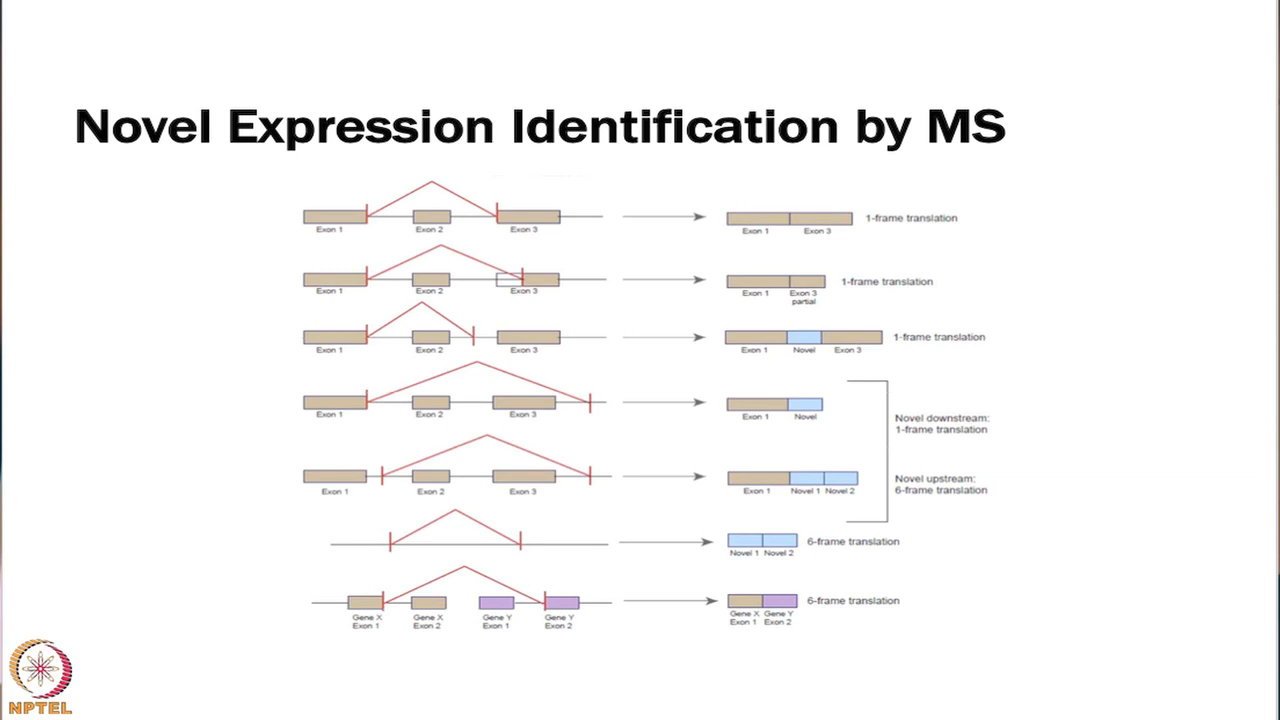 Novel Expression Identification by MS
Exon 1 Exon 2 Exon 3
Exon 1 Exon 3
1-frame translation
Exon 1 Exon 2 Exon 3
Exon 1 Exon 3
partial
1-frame translation
Exon 1 Exon 2 Exon 3
Exon 1 Novel Exon 3
1-frame translation
Exon 1 Exon 2 Exon 3
Exon 1 Novel
Novel downstream:
1-frame translation
Exon 1 Exon 2 Exon 3
Exon 1 Novel 1 Novel 2
Novel upstream:
6-frame translation
Novel 1 Novel 2
6-frame translation
Gene X Gene X Gene Y Gene Y
Exon 1 Exon 2 Exon 1 Exon 2
Gene X Gene Y
Exon 1 Exon 2
6-frame translation
NPTEL